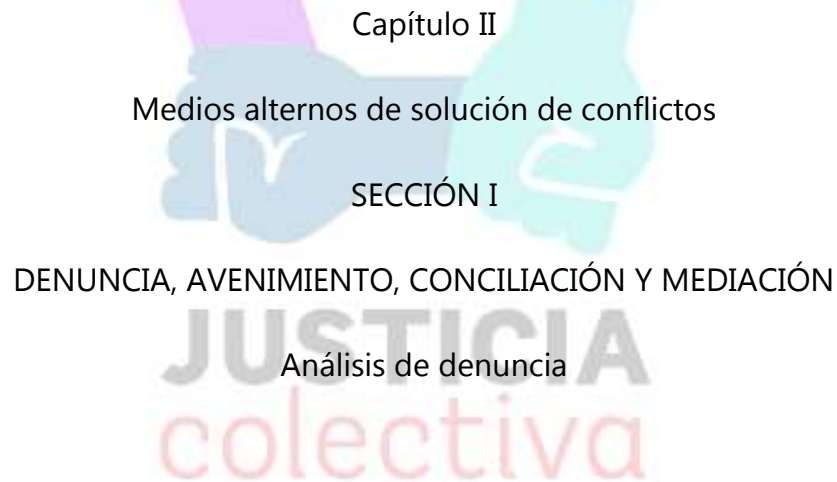 Capítulo II
Medios alternos de solución de conflictos
SECCIÓN I
DENUNCIA, AVENIMIENTO, CONCILIACIÓN Y MEDIACIÓN
JUSTICIA
Análisis de denuncia
colectiva